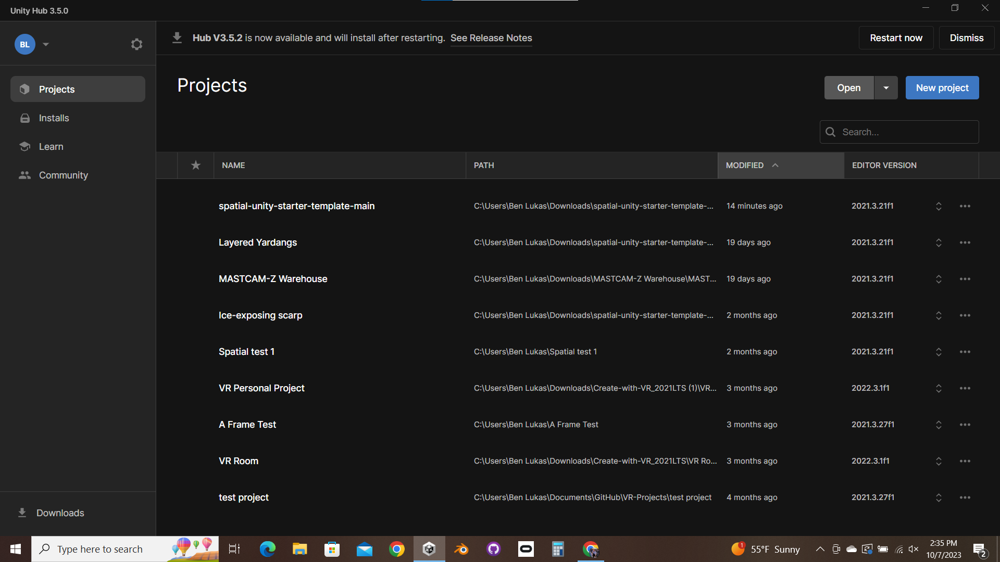 Unity Hub 3.5.0
BL
Hub V3.5.2 is now available and will install after restarting. See Release Notes
Restart now
Dismiss
Projects
Installs
Learn
Community
Downloads
Projects
Open
New project
Search...
NAME PATH MODIFIED EDITOR VERSION
spatial-unity-starter-template-main C:\Users\Ben Lukas\Downloads\spatial-unity-starter-template-... 14 minutes ago 2021.3.21f1
Layered Yardangs C:\Users\Ben Lukas\Downloads\spatial-unity-starter-template-... 19 days ago 2021.3.21f1
MASTCAM-Z Warehouse C:\Users\Ben Lukas\Downloads\MASTCAM-Z Warehouse\MAST... 19 days ago 2021.3.21f1
Ice-exposing scarp C:\Users\Ben Lukas\Downloads\spatial-unity-starter-template-... 2 months ago 2021.3.21f1
Spatial test 1 C:\Users\Ben Lukas\Spatial test 1 2 months ago 2021.3.21f1
VR Personal Project C:\Users\Ben Lukas\Downloads\Create-with-VR_2021LTS (1)\VR... 3 months ago 2022.3.1f1
A Frame Test C:\Users\Ben Lukas\A Frame Test 3 months ago 2021.3.27f1
VR Room C:\Users\Ben Lukas\Downloads\Create-with-VR_2021LTS\VR Ro... 3 months ago 2022.3.1f1
test project C:\Users\Ben Lukas\Documents\GitHub\VR-Projects\test project 4 months ago 2021.3.27f1
Type here to search
1
55°F Sunny
2:35 PM
10/7/2023
2